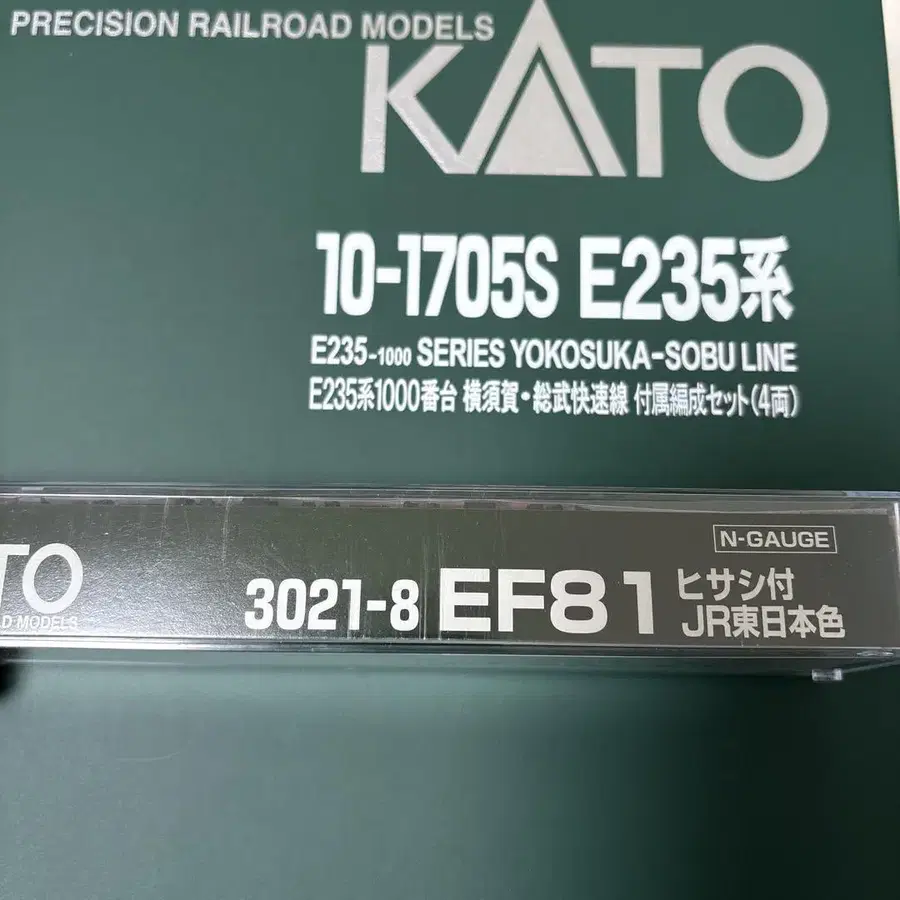 PRECISION RAILROAD MODELS
KATO
10-1705S E235系
E235-1000 SERIES YOKOSUKA-SOBU LINE
E235系1000番台 横須賀・総武快速線 付属編成セット(4両)
N-GAUGE
TO
AD MODELS
3021-8 EF81 ヒサシ付
JR東日本色